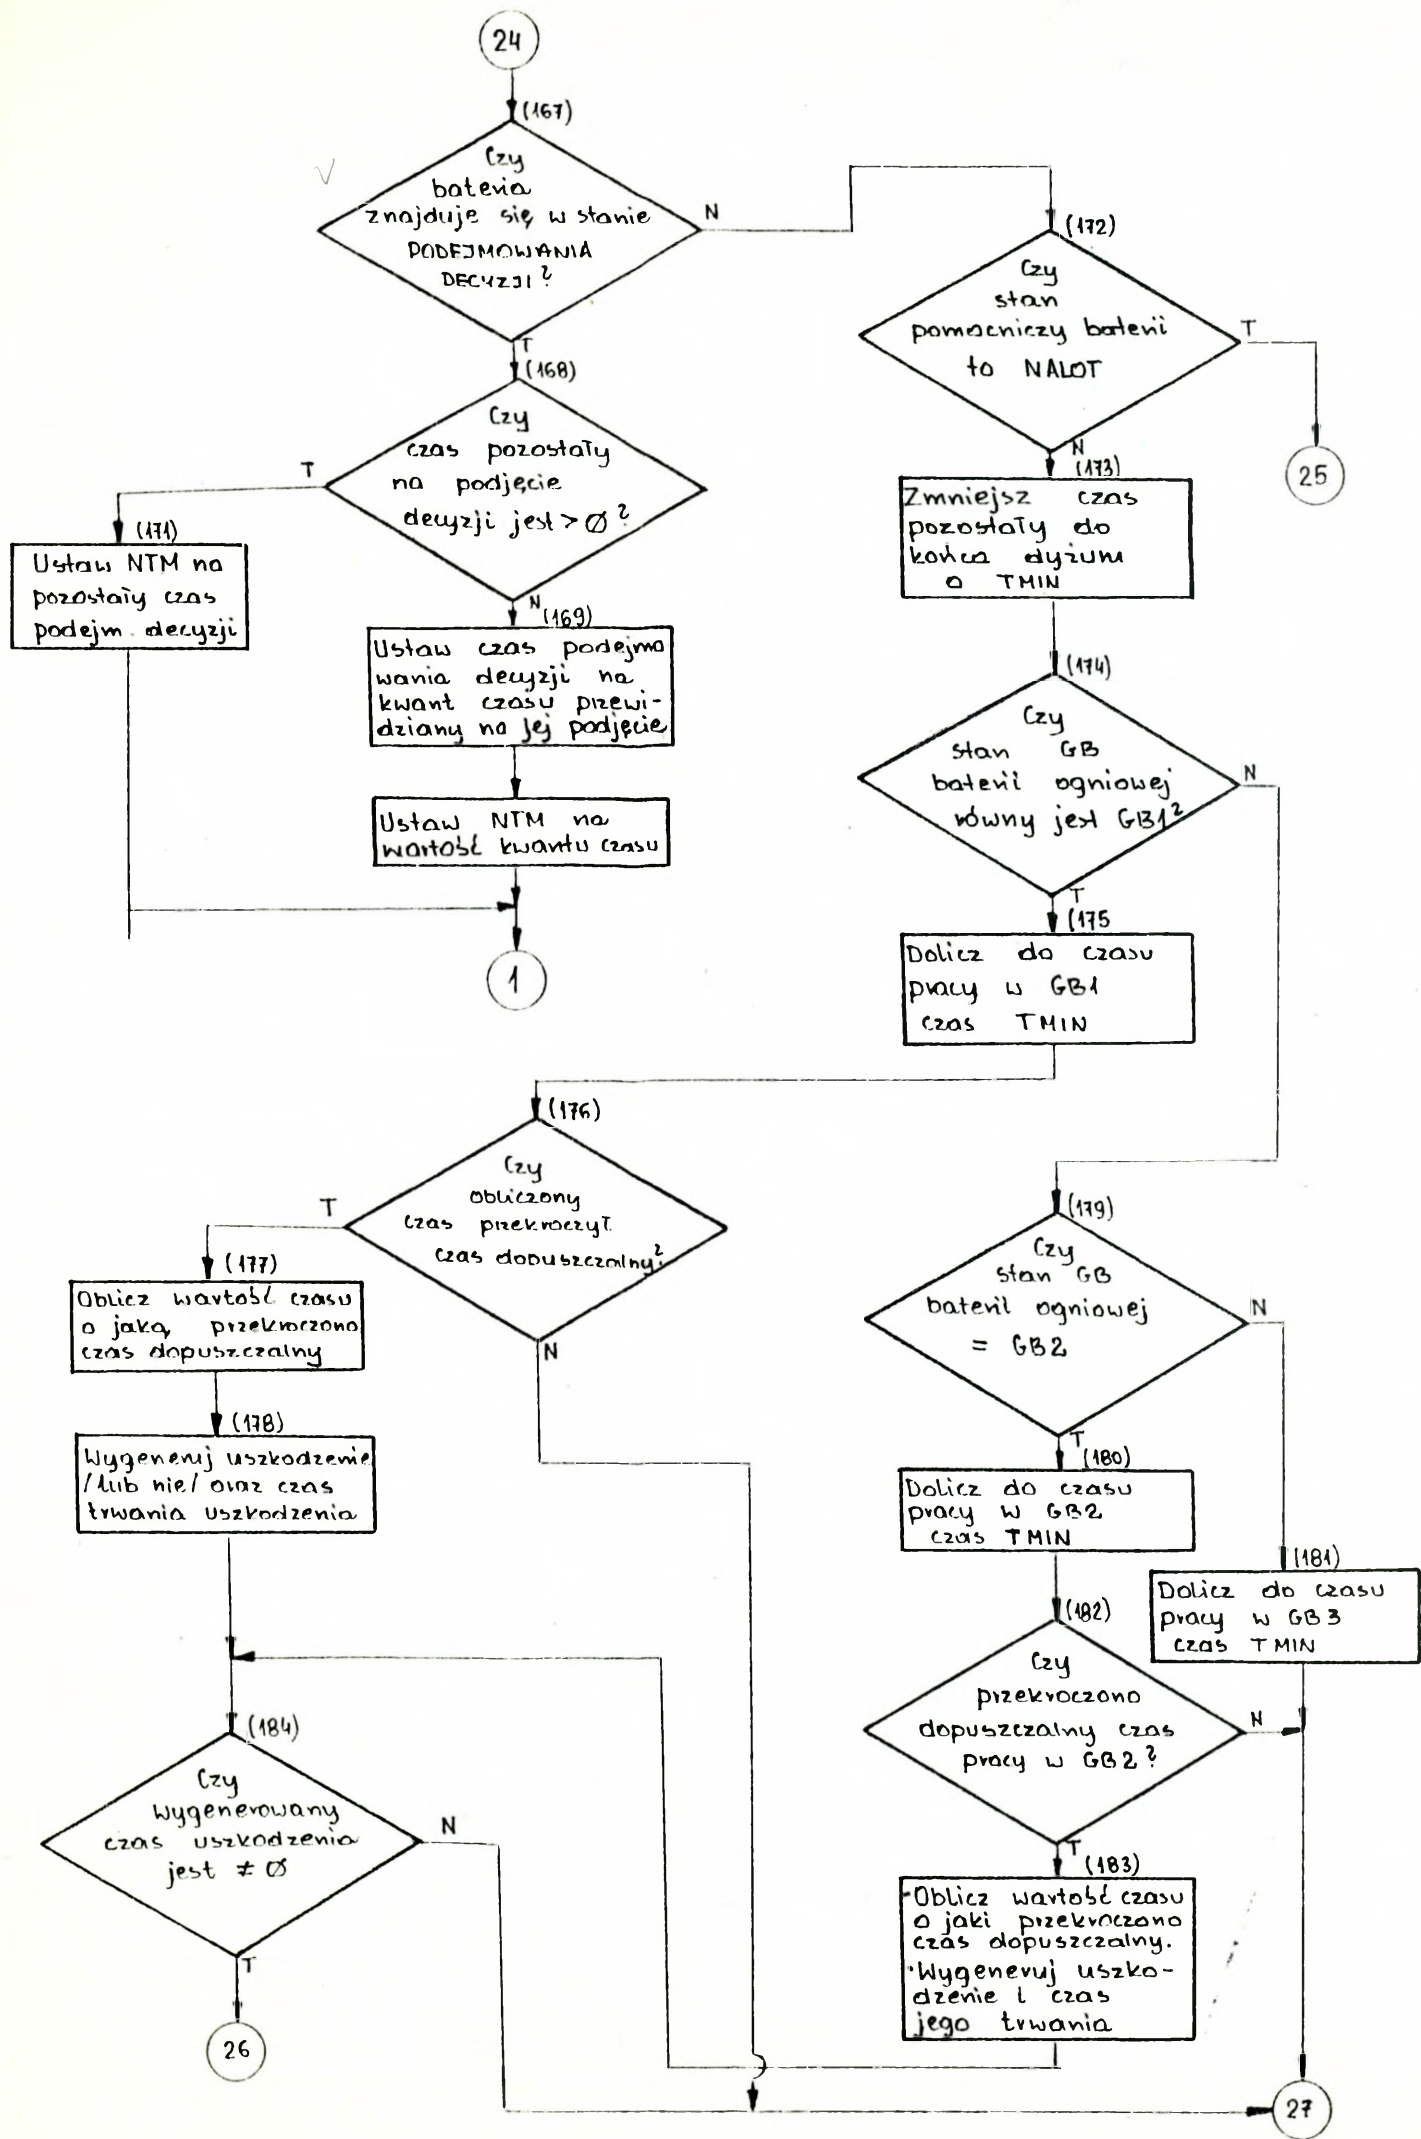 24
(167)
Czy
bateria
znajduje się w stanie
PODEJMOWANIA
DECYZJI?
N
T
(172)
Czy
stan
pomocniczy baterii
to NALOT
T
N
25
(168)
Czy
czas pozostały
na podjęcie
decyzji jest > Ø?
T
N
(171)
Ustaw NTM na
pozostały czas
podejm. decyzji
(169)
Ustaw czas podejmo
wania decyzji na
kwant czasu przewi-
dziany na jej podjęcie
Ustaw NTM na
wartość kwantu czasu
1
(173)
Zmniejsz czas
pozostały do
końca dyżuru
o TMIN
(174)
Czy
stan GB
baterii ogniowej
równy jest GB1?
N
T
(175
Dolicz do czasu
pracy w GB1
czas TMIN
(176)
Czy
obliczony
czas przekroczył
czas dopuszczalny?
T
N
(177)
Oblicz wartość czasu
o jaką przekroczono
czas dopuszczalny
(178)
Wygeneruj uszkodzenie
/lub nie/ oraz czas
trwania uszkodzenia
(179)
Czy
stan GB
baterii ogniowej
= GB2
N
T
(180)
Dolicz do czasu
pracy w GB2
czas TMIN
(181)
Dolicz do czasu
pracy w GB3
czas TMIN
(182)
Czy
przekroczono
dopuszczalny czas
pracy w GB2?
N
T
(183)
·Oblicz wartość czasu
o jaki przekroczono
czas dopuszczalny.
·Wygeneruj uszko-
dzenie i czas
jego trwania
(184)
Czy
wygenerowany
czas uszkodzenia
jest ≠ Ø
N
T
26
27